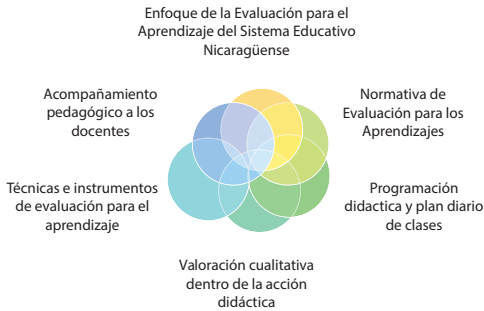 Enfoque de la Evaluación para el
Aprendizaje del Sistema Educativo
Nicaragüense
Acompañamiento
pedagógico a los
docentes
Normativa de
Evaluación para los
Aprendizajes
Técnicas e instrumentos
de evaluación para el
aprendizaje
Programación
didactica y plan diario
de clases
Valoración cualitativa
dentro de la acción
didáctica